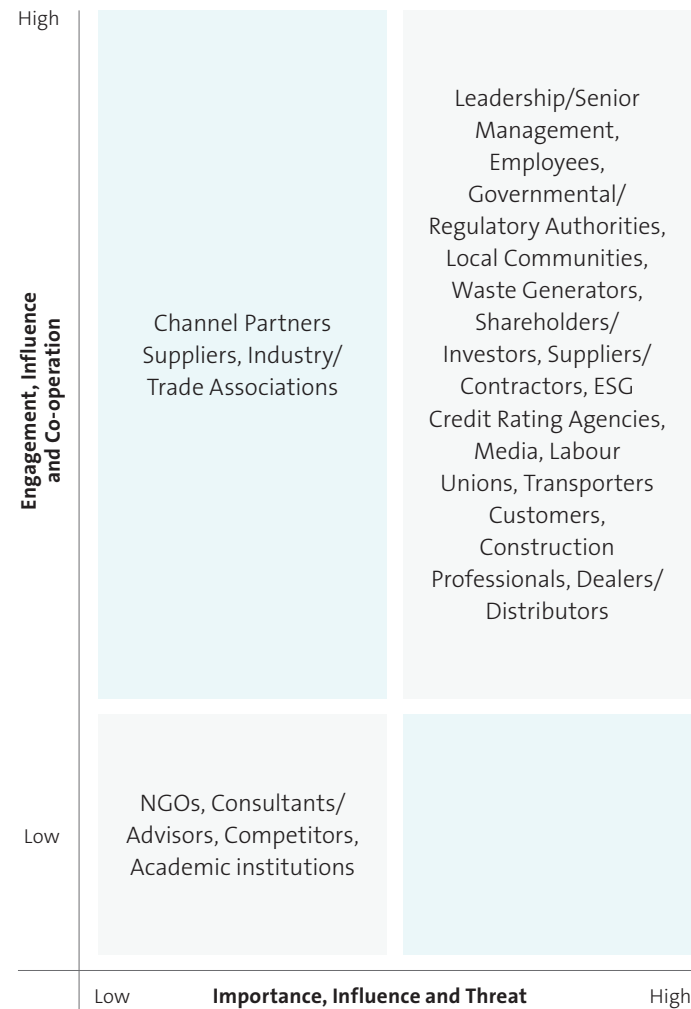 High
Engagement, Influence
and Co-operation
Channel Partners
Suppliers, Industry/
Trade Associations
Leadership/Senior
Management,
Employees,
Governmental/
Regulatory Authorities,
Local Communities,
Waste Generators,
Shareholders/
Investors, Suppliers/
Contractors, ESG
Credit Rating Agencies,
Media, Labour
Unions, Transporters
Customers,
Construction
Professionals, Dealers/
Distributors
Low
NGOs, Consultants/
Advisors, Competitors,
Academic institutions
Low
Importance, Influence and Threat
High